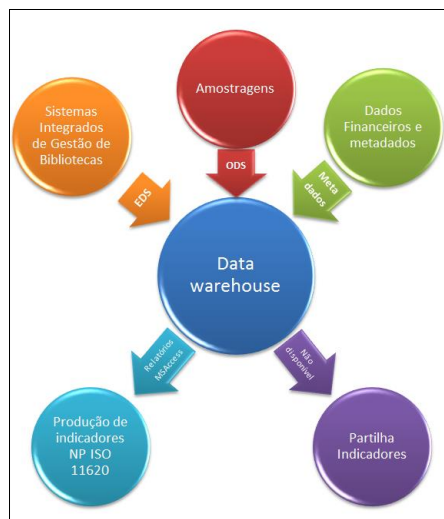 Amostragens
Sistemas
Integrados
de Gestão de
Bibliotecas
Dados
Financeiros e
metadados
ODS
EDS
Meta
dados
Data
warehouse
Relatórios
MSAccess
Não
disponível
Produção de
indicadores
NP ISO
11620
Partilha
Indicadores